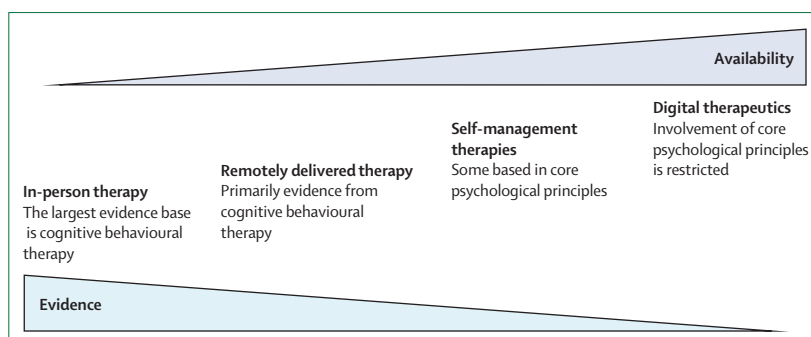 Availability
Digital therapeutics
Involvement of core
psychological principles
is restricted
Self-management
therapies
Some based in core
psychological principles
Remotely delivered therapy
Primarily evidence from
cognitive behavioural
therapy
In-person therapy
The largest evidence base
is cognitive behavioural
therapy
Evidence